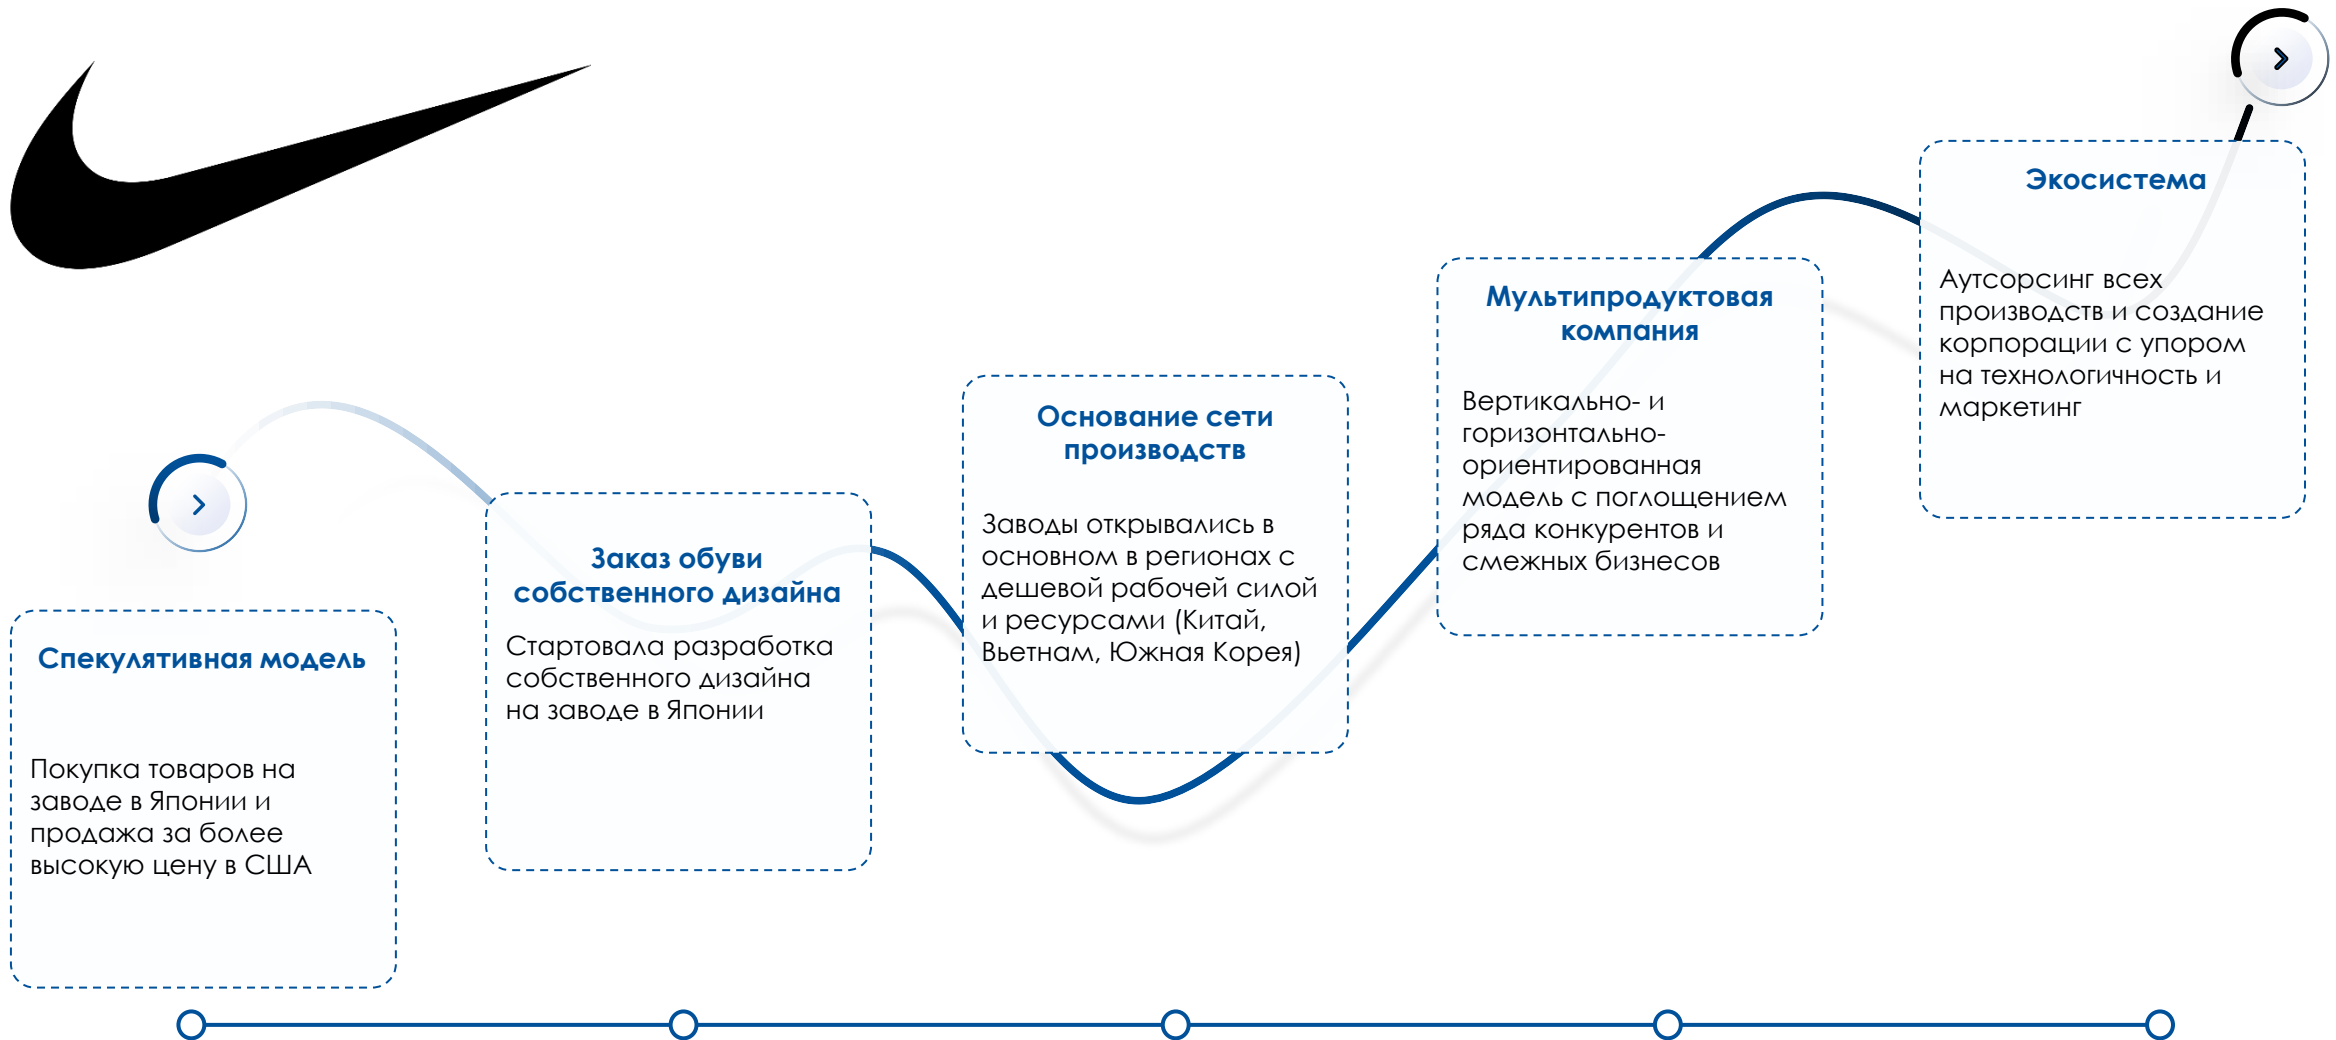 Спекулятивная модель
Покупка товаров на
заводе в Японии и
продажа за более
высокую цену в США
Заказ обуви
собственного дизайна
Стартовала разработка
собственного дизайна
на заводе в Японии
Основание сети
производств
Заводы открывались в
основном в регионах с
дешевой рабочей силой
и ресурсами (Китай,
Вьетнам, Южная Корея)
Мультипродуктовая
компания
Вертикально- и
горизонтально-
ориентированная
модель с поглощением
ряда конкурентов и
смежных бизнесов
Экосистема
Аутсорсинг всех
производств и создание
корпорации с упором
на технологичность и
маркетинг